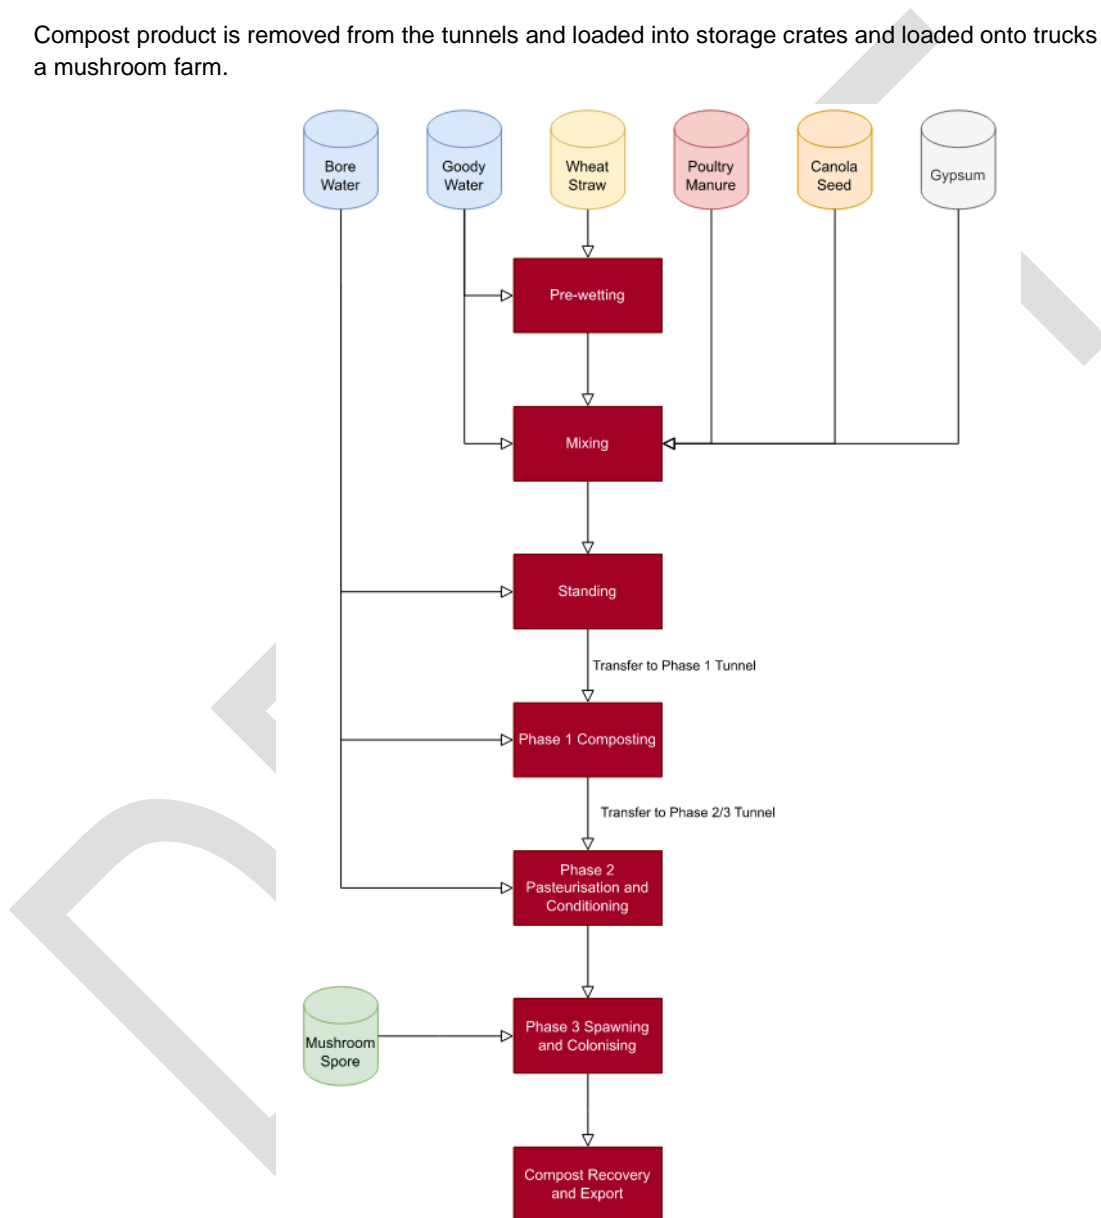 Compost product is removed from the tunnels and loaded into storage crates and loaded onto trucks
a mushroom farm.
Bore
Water
Goody
Water
Wheat
Straw
Poultry
Manure
Canola
Seed
Gypsum
Pre-wetting
Mixing
Standing
Transfer to Phase 1 Tunnel
Phase 1 Composting
Transfer to Phase 2/3 Tunnel
Phase 2
Pasteurisation and
Conditioning
Mushroom
Spore
Phase 3 Spawning
and Colonising
Compost Recovery
and Export